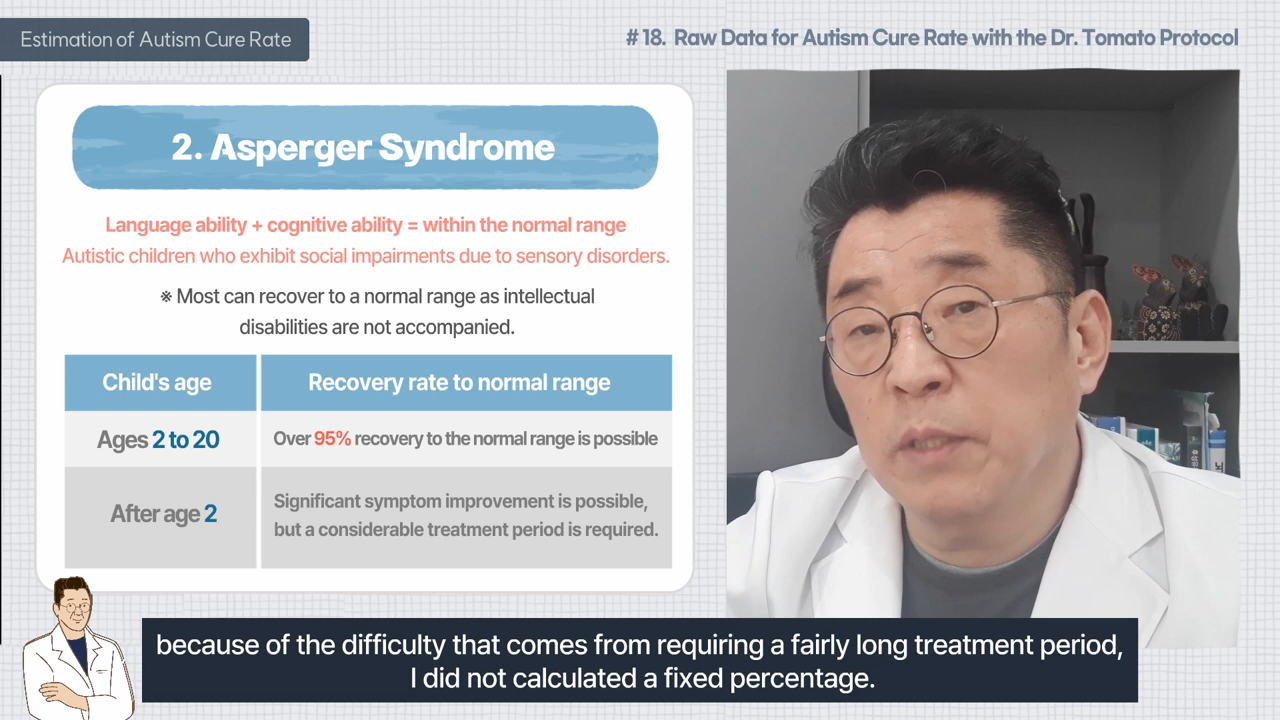 Estimation of Autism Cure Rate
# 18. Raw Data for Autism Cure Rate with the Dr. Tomato Protocol
2. Asperger Syndrome
Language ability + cognitive ability = within the normal range
Autistic children who exhibit social impairments due to sensory disorders.
※ Most can recover to a normal range as intellectual
disabilities are not accompanied.
Child's age
Recovery rate to normal range
Ages 2 to 20
Over 95% recovery to the normal range is possible
After age 2
Significant symptom improvement is possible,
but a considerable treatment period is required.
because of the difficulty that comes from requiring a fairly long treatment period,
I did not calculated a fixed percentage.